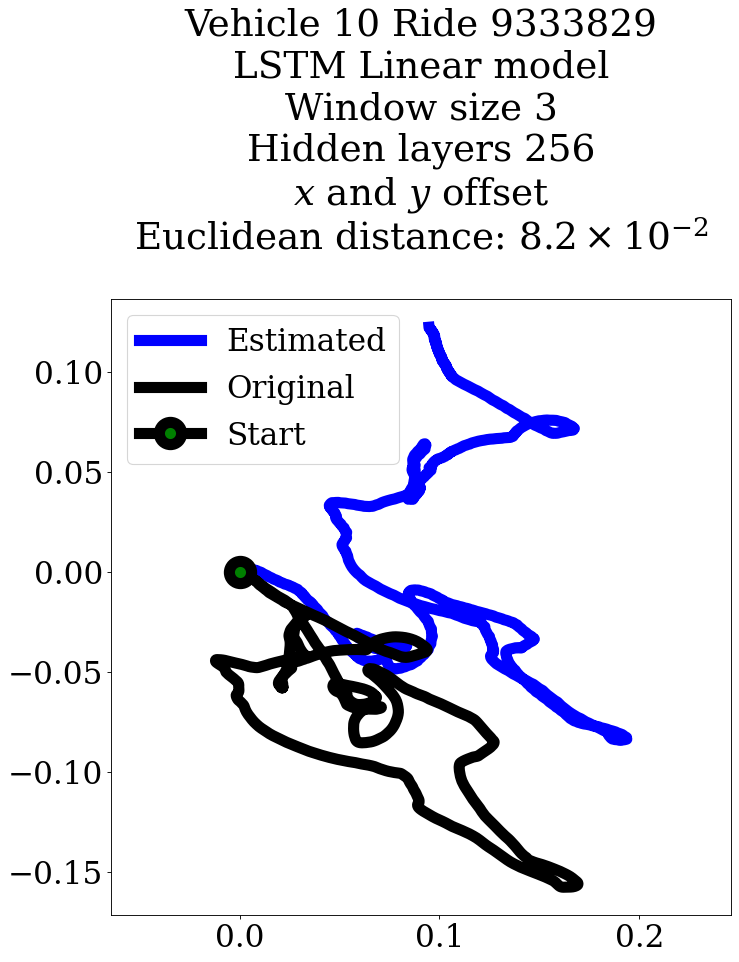 Vehicle 10 Ride 9333829
LSTM Linear model
Window size 3
Hidden layers 256
x and y offset
Euclidean distance: 8.2 × 10⁻²
Estimated
Original
Start
0.10
0.05
0.00
−0.05
−0.10
−0.15
0.0 0.1 0.2